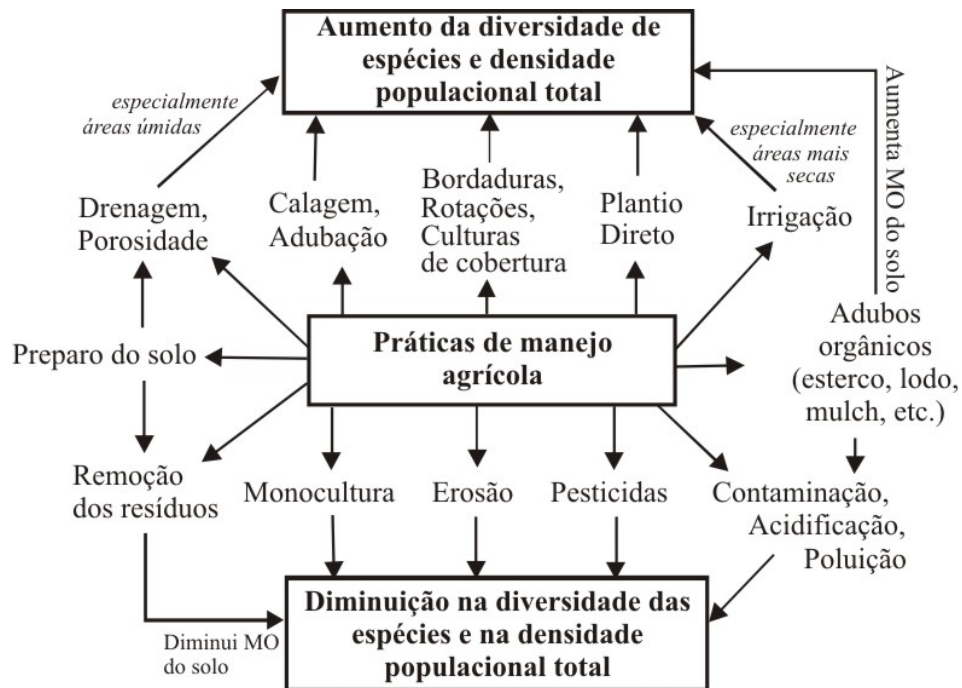 Aumento da diversidade de
espécies e densidade
populacional total
especialmente
áreas úmidas
especialmente
áreas mais
secas
Aumenta MO do solo
Drenagem,
Porosidade
Calagem,
Adubação
Bordaduras,
Rotações,
Culturas
de cobertura
Plantio
Direto
Irrigação
Preparo do solo
Práticas de manejo
agrícola
Adubos
orgânicos
(esterco, lodo,
mulch, etc.)
Remoção
dos resíduos
Monocultura
Erosão
Pesticidas
Contaminação,
Acidificação,
Poluição
Diminui MO
do solo
Diminuição na diversidade das
espécies e na densidade
populacional total